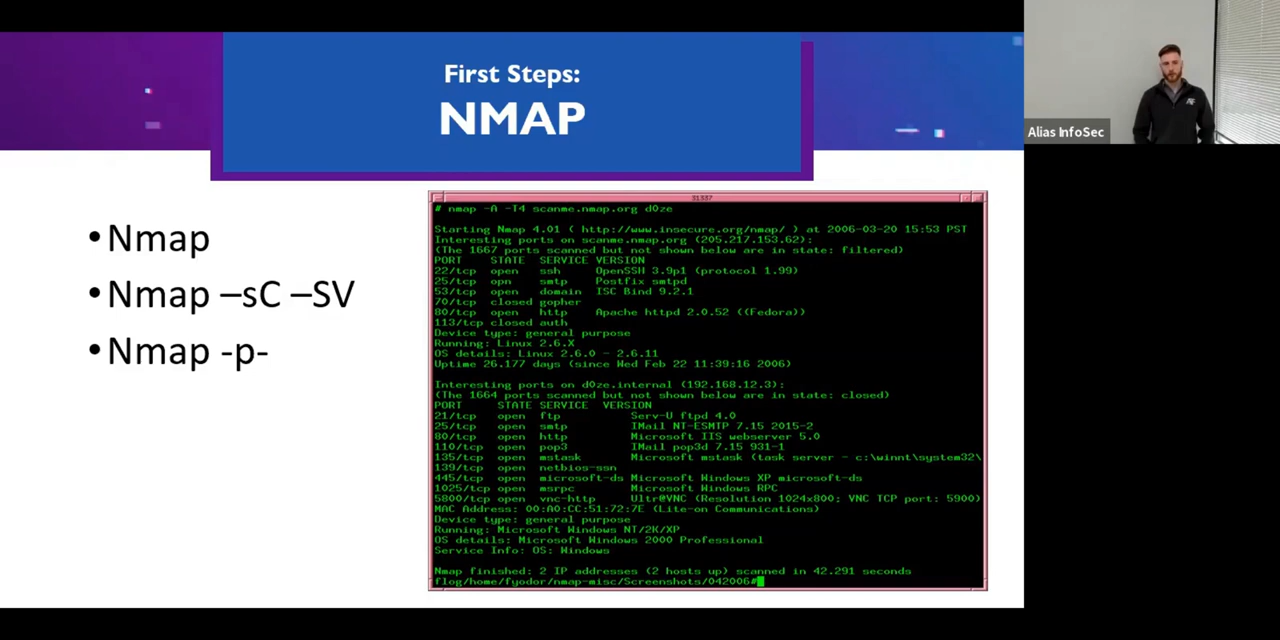 First Steps:
NMAP
•Nmap
•Nmap –sC –SV
•Nmap -p-
31337
# nmap -A -T4 scanme.nmap.org d0ze
Starting Nmap 4.01 ( http://www.insecure.org/nmap/ ) at 2006-03-20 15:53 PST
Interesting ports on scanme.nmap.org (205.217.153.62):
(The 1667 ports scanned but not shown below are in state: filtered)
PORT STATE SERVICE VERSION
22/tcp open ssh OpenSSH 3.9p1 (protocol 1.99)
25/tcp opn smtp Postfix smtpd
53/tcp open domain ISC Bind 9.2.1
70/tcp closed gopher
80/tcp open http Apache httpd 2.0.52 ((Fedora))
113/tcp closed auth
Device type: general purpose
Running: Linux 2.6.X
OS details: Linux 2.6.0 - 2.6.11
Uptime 26.177 days (since Wed Feb 22 11:39:16 2006)
Interesting ports on d0ze.internal (192.168.12.3):
(The 1664 ports scanned but not shown below are in state: closed)
PORT STATE SERVICE VERSION
21/tcp open ftp Serv-U ftpd 4.0
25/tcp open smtp IMail NT-ESMTP 7.15 2015-2
80/tcp open http Microsoft IIS webserver 5.0
110/tcp open pop3 IMail pop3d 7.15 931-1
135/tcp open mstask Microsoft mstask (task server - c:\winnt\system32\
139/tcp open netbios-ssn
445/tcp open microsoft-ds Microsoft Windows XP microsoft-ds
1025/tcp open msrpc Microsoft Windows RPC
5800/tcp open vnc-http Ultr@VNC (Resolution 1024x800; VNC TCP port: 5900)
MAC Address: 00:A0:CC:51:72:7E (Lite-on Communications)
Device type: general purpose
Running: Microsoft Windows NT/2K/XP
OS details: Microsoft Windows 2000 Professional
Service Info: OS: Windows
Nmap finished: 2 IP addresses (2 hosts up) scanned in 42.291 seconds
flog/home/fyodor/nmap-misc/Screenshots/042006#
Alias InfoSec